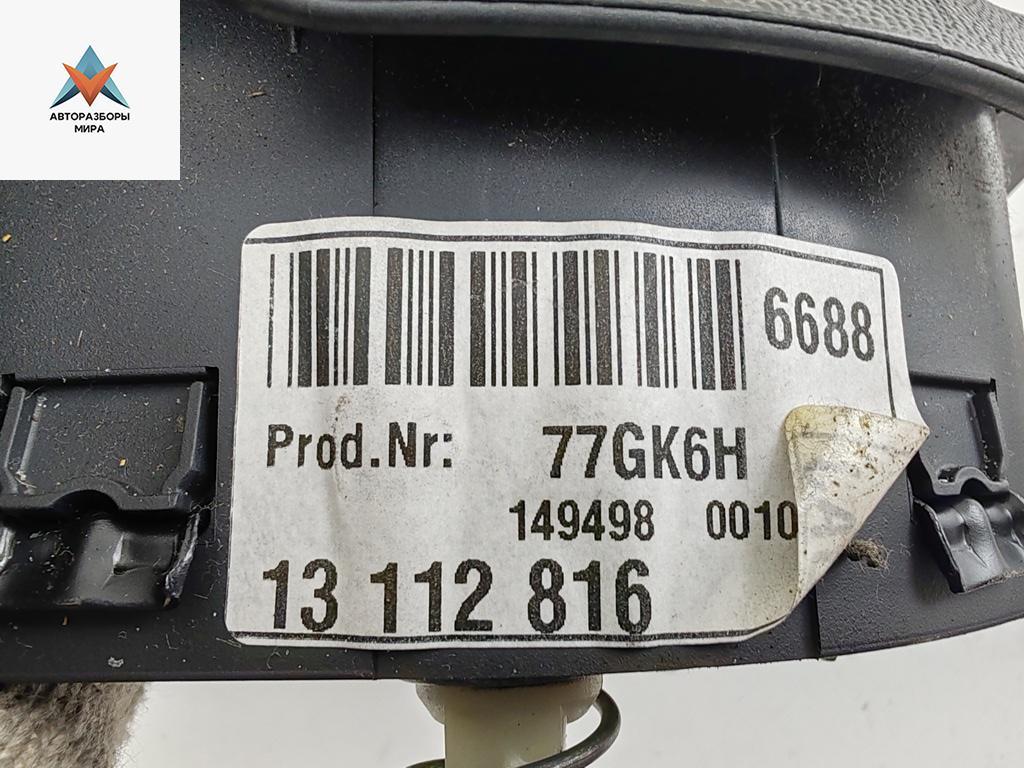 АВТОРАЗБОРЫ
МИРА
6688
Prod.Nr: 77GK6H
149498 0010
13 112 816